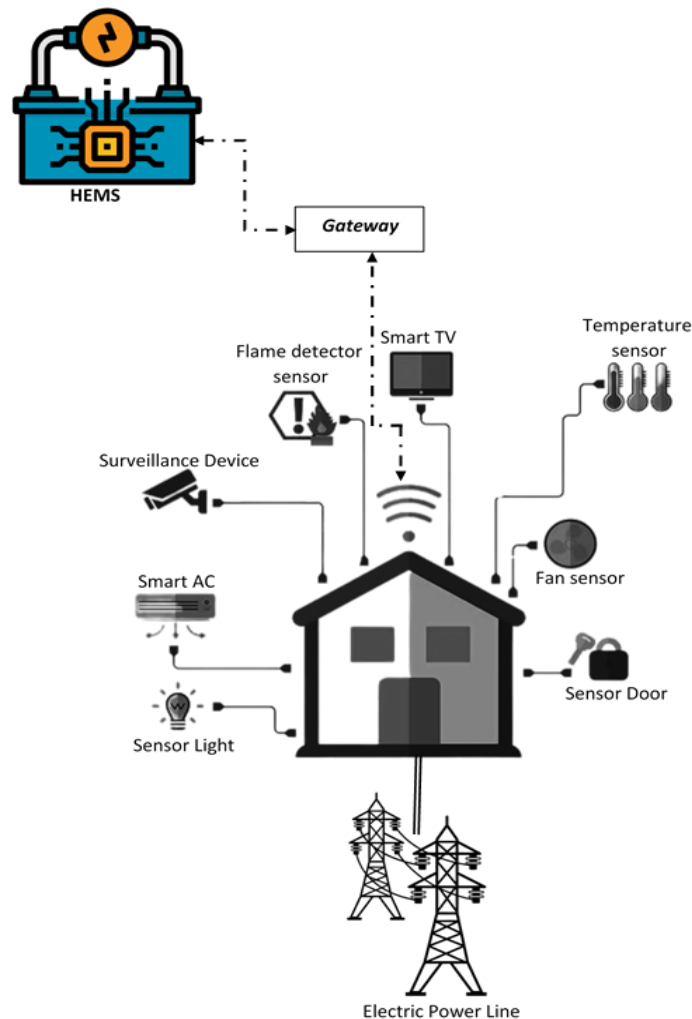 HEMS
Gateway
Smart TV
Temperature
sensor
Flame detector
sensor
Surveillance Device
Smart AC
Fan sensor
Sensor Door
Sensor Light
Electric Power Line